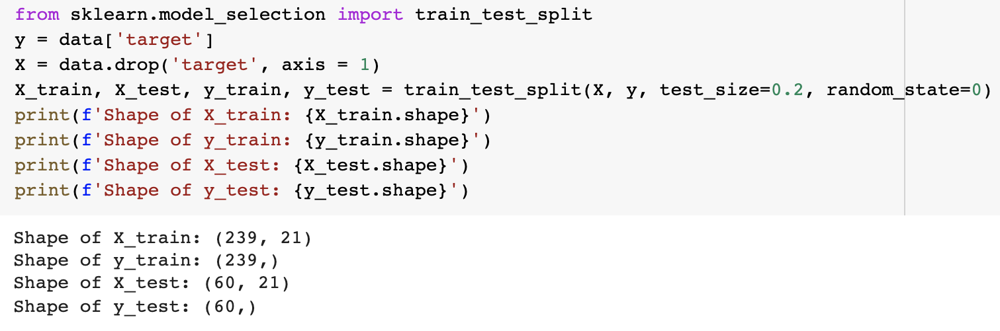 from sklearn.model_selection import train_test_split
y = data['target']
X = data.drop('target', axis = 1)
X_train, X_test, y_train, y_test = train_test_split(X, y, test_size=0.2, random_state=0)
print(f'Shape of X_train: {X_train.shape}')
print(f'Shape of y_train: {y_train.shape}')
print(f'Shape of X_test: {X_test.shape}')
print(f'Shape of y_test: {y_test.shape}')
Shape of X_train: (239, 21)
Shape of y_train: (239,)
Shape of X_test: (60, 21)
Shape of y_test: (60,)